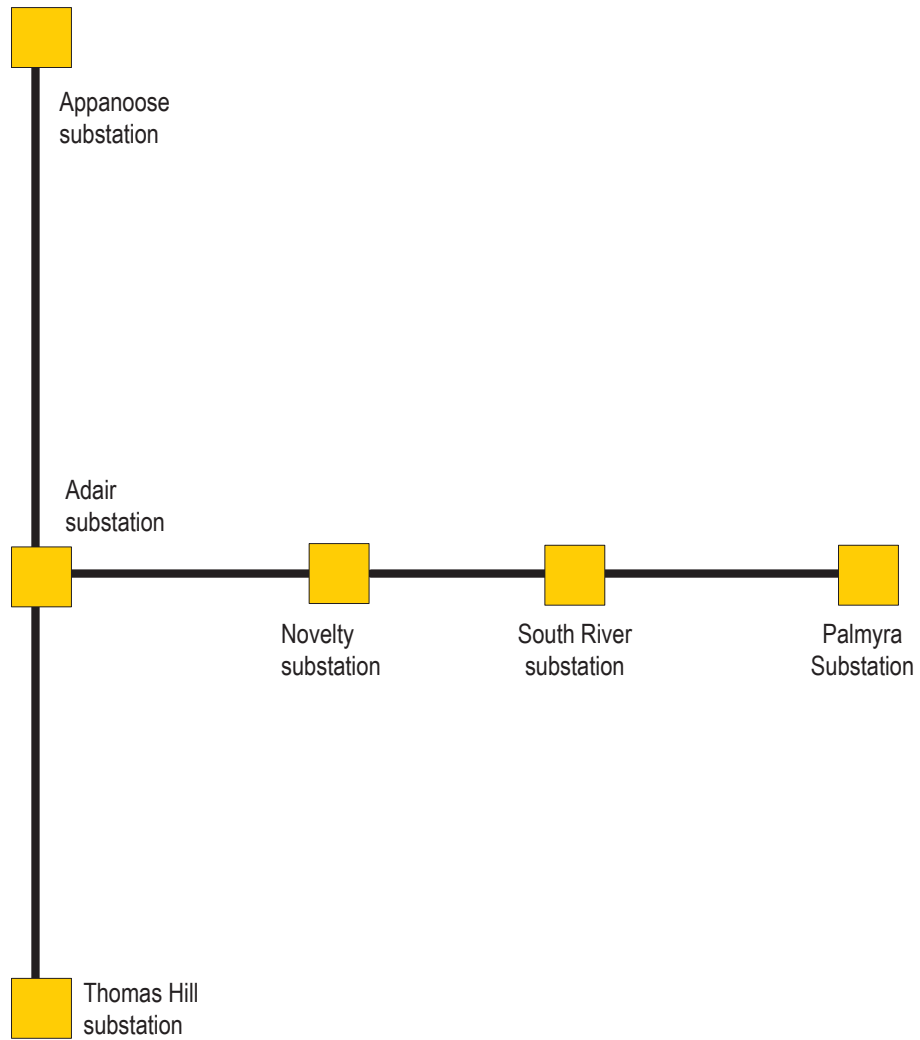 Appanoose
substation
Adair
substation
Novelty
substation
South River
substation
Palmyra
Substation
Thomas Hill
substation